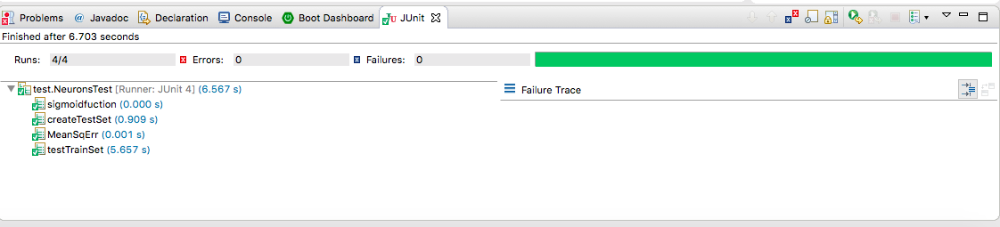 Problems @ Javadoc Declaration Console Boot Dashboard JU JUnit
Finished after 6.703 seconds
Runs: 4/4 Errors: 0 Failures: 0
test.NeuronsTest [Runner: JUnit 4] (6.567 s)
Failure Trace
sigmoidfuction (0.000 s)
createTestSet (0.909 s)
MeanSqErr (0.001 s)
testTrainSet (5.657 s)